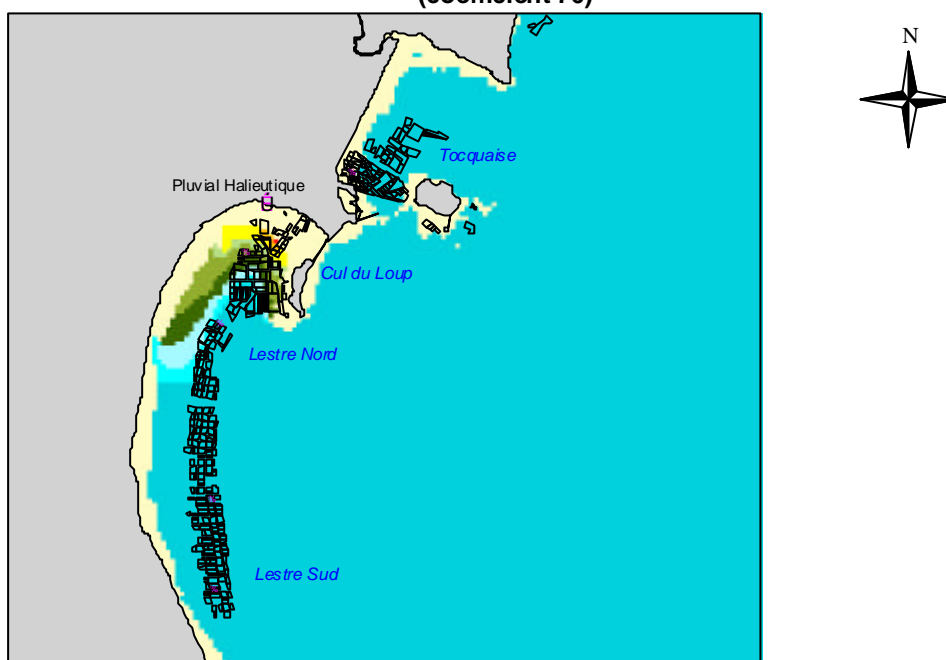 N
Tocquaise
Pluvial Halieutique
Cul du Loup
Lestre Nord
Lestre Sud